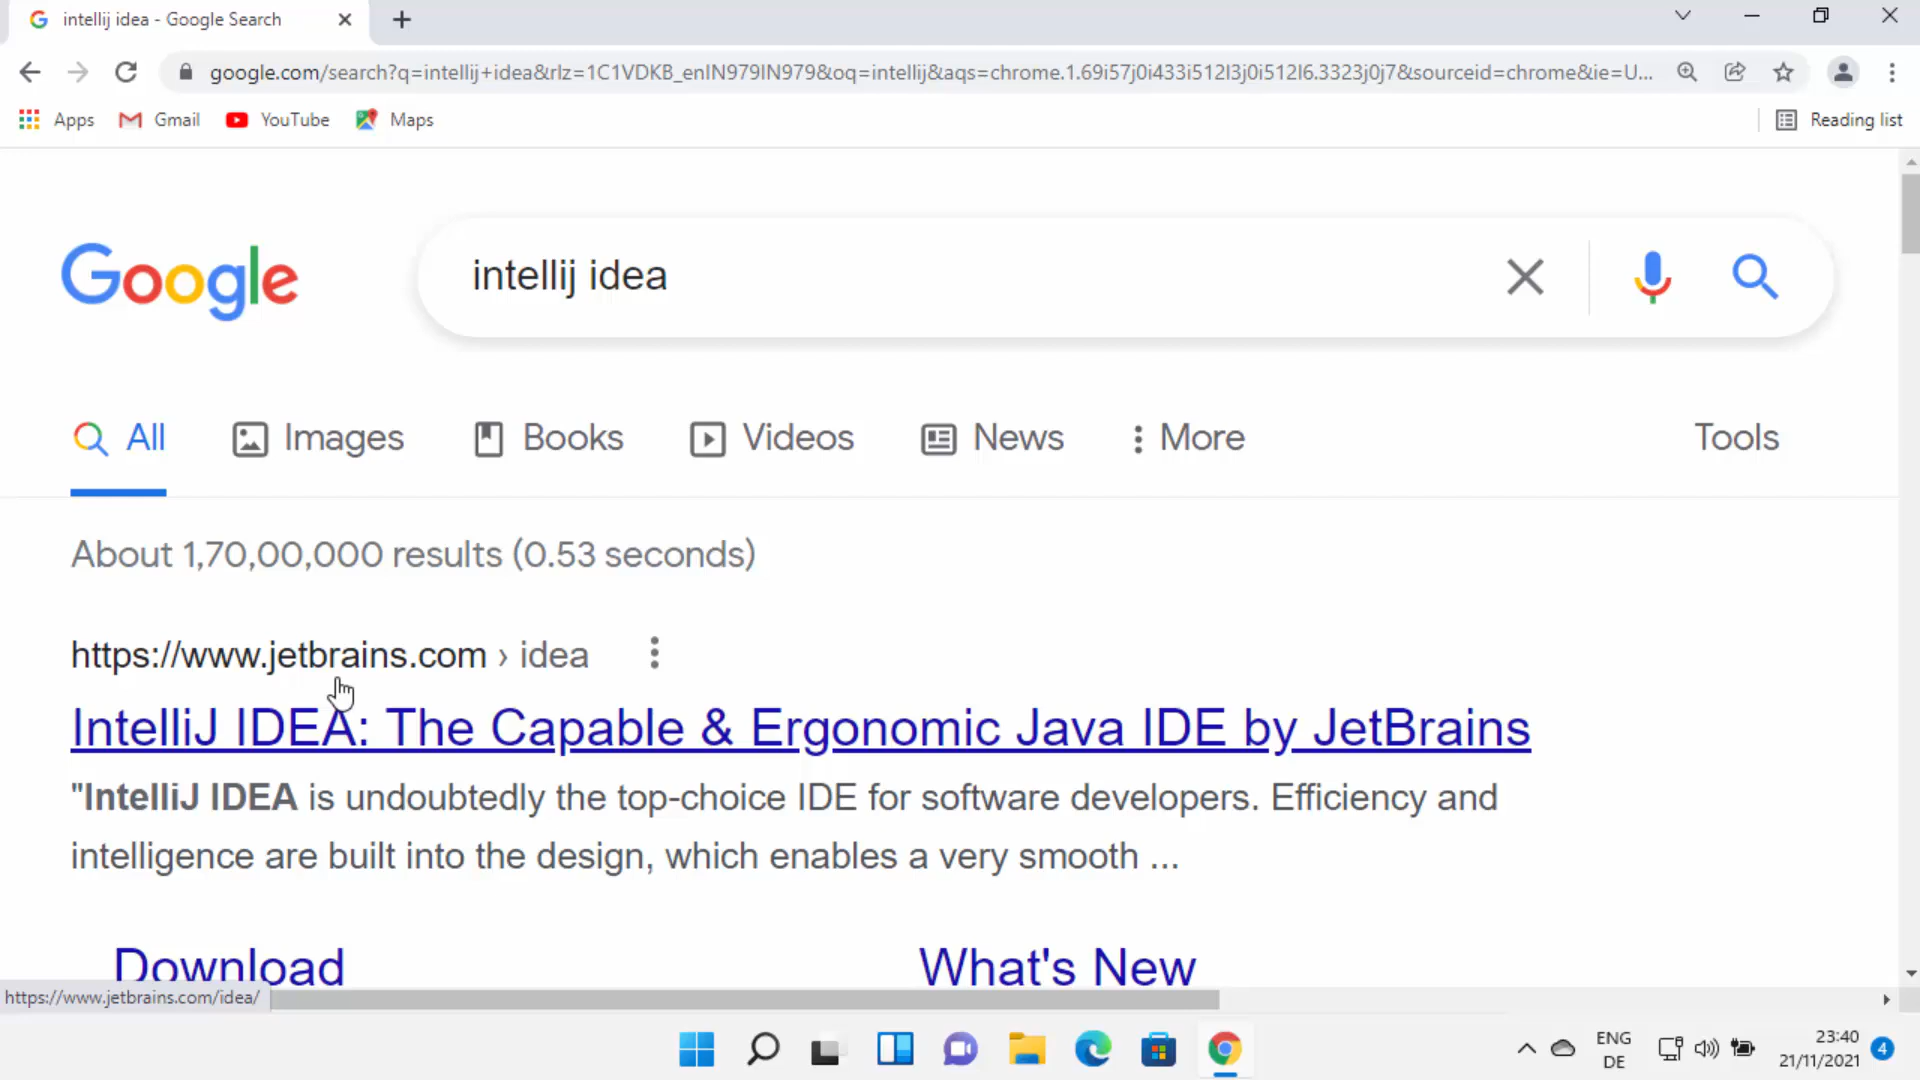 intellij idea - Google Search
google.com/search?q=intellij+idea&rlz=1C1VDKB_enIN979IN979&oq=intellij&aqs=chrome.1.69i57j0i433i512l3j0i512l6.3323j0j7&sourceid=chrome&ie=U...
Apps Gmail YouTube Maps Reading list
Google intellij idea
All Images Books Videos News More Tools
About 1,70,00,000 results (0.53 seconds)
https://www.jetbrains.com › idea
IntelliJ IDEA: The Capable & Ergonomic Java IDE by JetBrains
"IntelliJ IDEA is undoubtedly the top-choice IDE for software developers. Efficiency and
intelligence are built into the design, which enables a very smooth ...
Download What's New
https://www.jetbrains.com/idea/
ENG 23:40
DE 21/11/2021 4